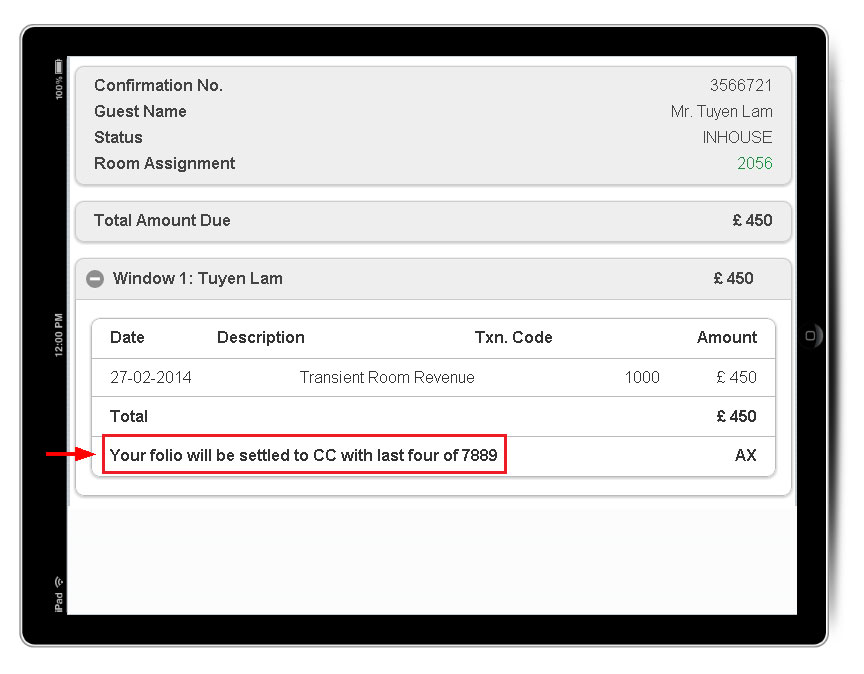 100%
12:00 PM
iPad
Confirmation No. 3566721
Guest Name Mr. Tuyen Lam
Status INHOUSE
Room Assignment 2056
Total Amount Due £ 450
Window 1: Tuyen Lam £ 450
Date Description Txn. Code Amount
27-02-2014 Transient Room Revenue 1000 £ 450
Total £ 450
Your folio will be settled to CC with last four of 7889 AX